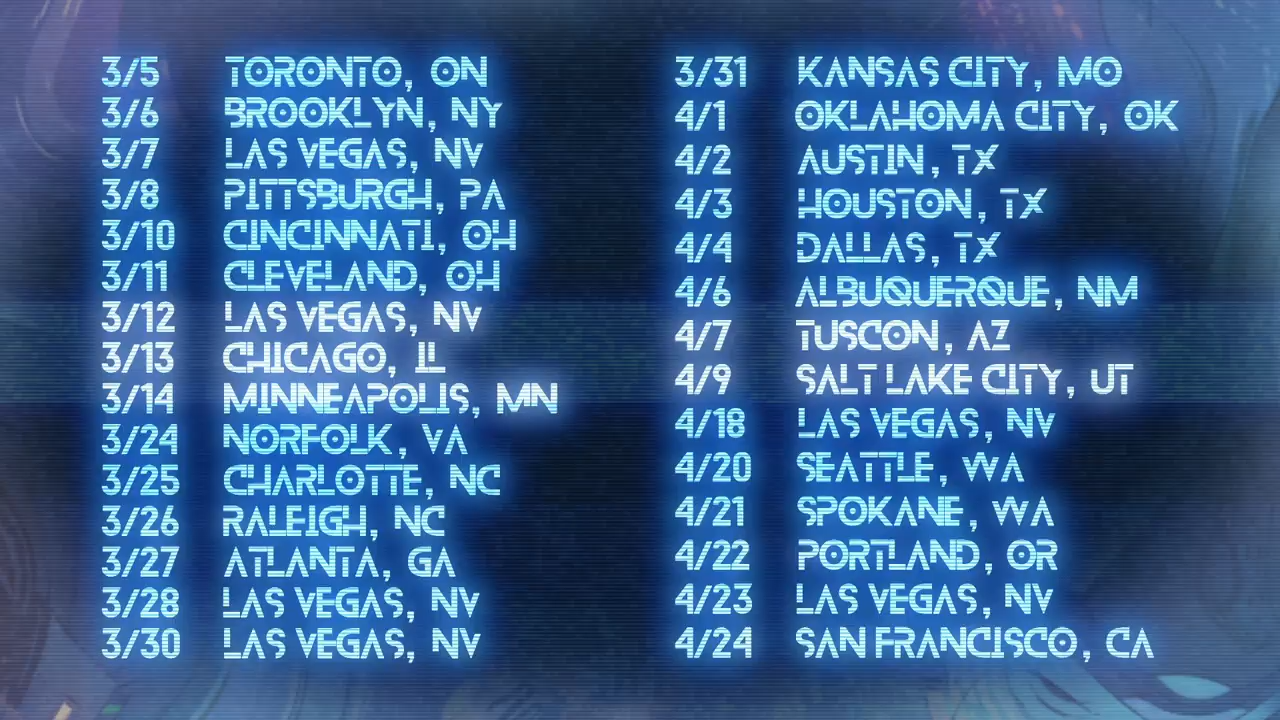 3/5 TORONTO, ON
3/6 BROOKLYN, NY
3/7 LAS VEGAS, NV
3/8 PITTSBURGH, PA
3/10 CINCINNATI, OH
3/11 CLEVELAND, OH
3/12 LAS VEGAS, NV
3/13 CHICAGO, IL
3/14 MINNEAPOLIS, MN
3/24 NORFOLK, VA
3/25 CHARLOTTE, NC
3/26 RALEIGH, NC
3/27 ATLANTA, GA
3/28 LAS VEGAS, NV
3/30 LAS VEGAS, NV
3/31 KANSAS CITY, MO
4/1 OKLAHOMA CITY, OK
4/2 AUSTIN, TX
4/3 HOUSTON, TX
4/4 DALLAS, TX
4/6 ALBUQUERQUE, NM
4/7 TUSCON, AZ
4/9 SALT LAKE CITY, UT
4/18 LAS VEGAS, NV
4/20 SEATTLE, WA
4/21 SPOKANE, WA
4/22 PORTLAND, OR
4/23 LAS VEGAS, NV
4/24 SAN FRANCISCO, CA